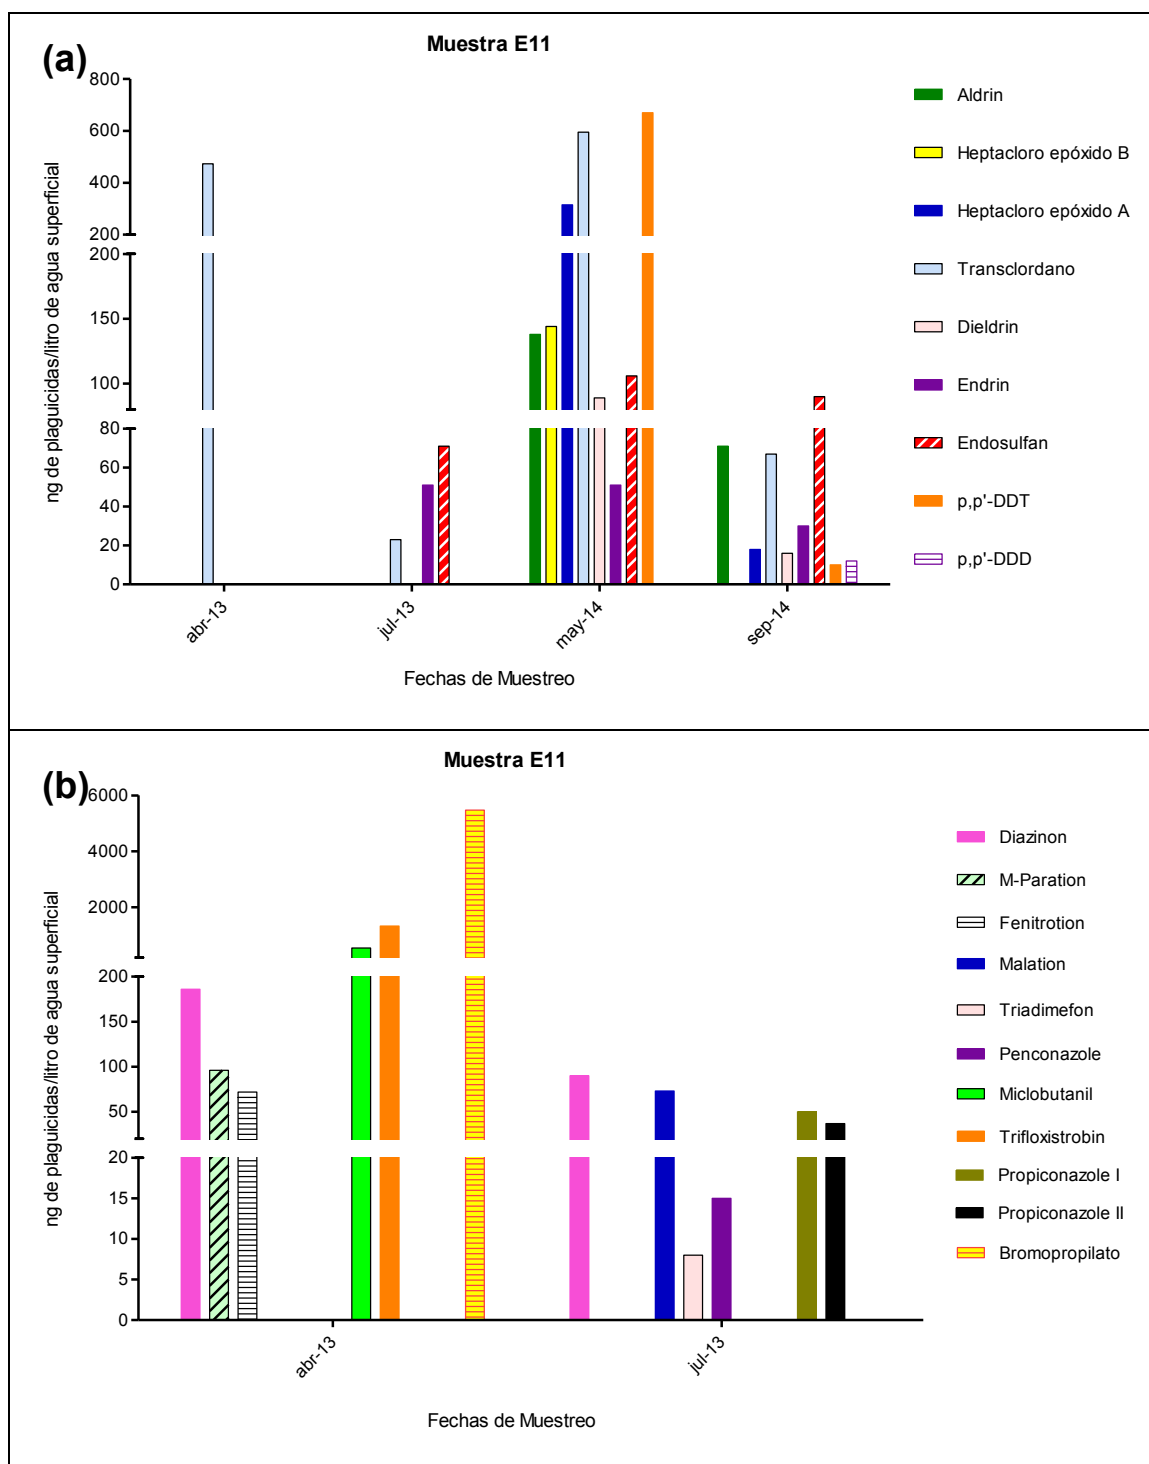 (a)
Muestra E11
ng de plaguicidas/litro de agua superficial
800
600
400
200
200
150
100
80
60
40
20
0
abr-13
jul-13
may-14
sep-14
Fechas de Muestreo
Aldrin
Heptacloro epóxido B
Heptacloro epóxido A
Transclordano
Dieldrin
Endrin
Endosulfan
p,p'-DDT
p,p'-DDD
(b)
Muestra E11
ng de plaguicidas/litro de agua superficial
6000
4000
2000
200
150
100
50
20
15
10
5
0
abr-13
jul-13
Fechas de Muestreo
Diazinon
M-Paration
Fenitrotion
Malation
Triadimefon
Penconazole
Miclobutanil
Trifloxistrobin
Propiconazole I
Propiconazole II
Bromopropilato